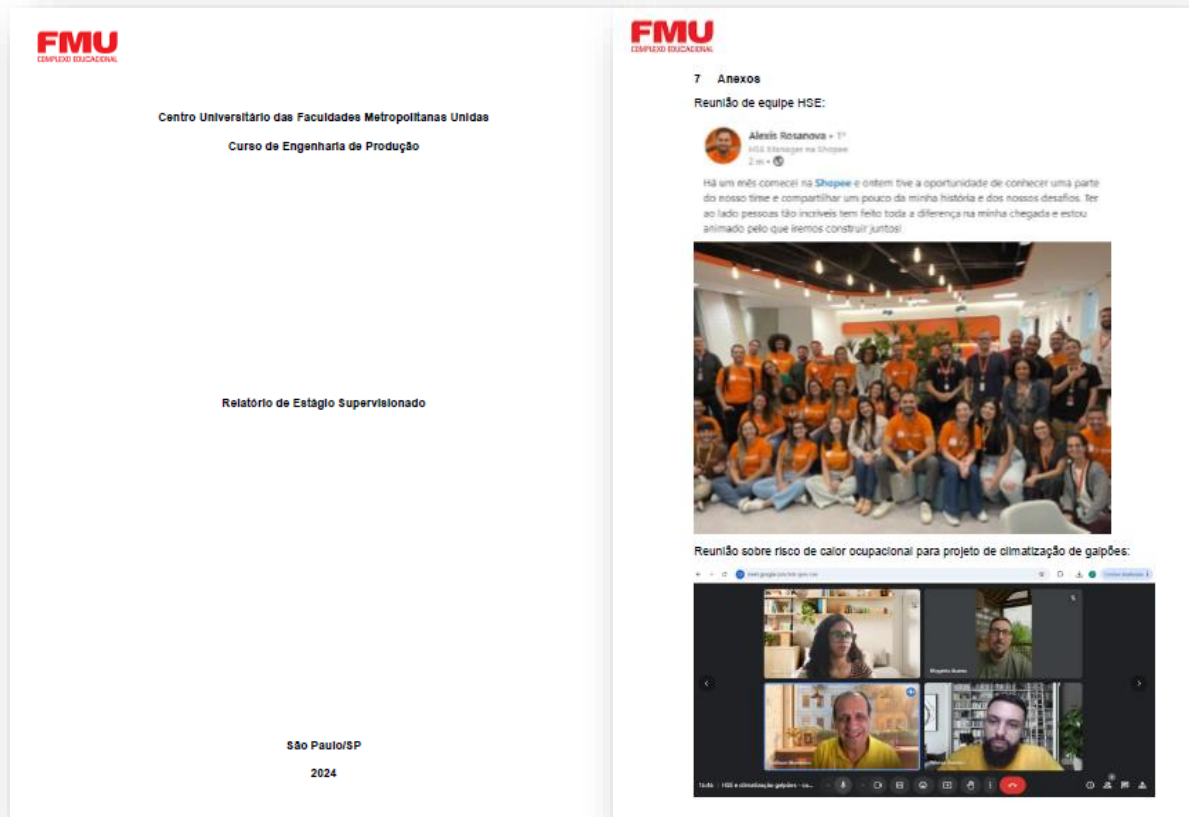 FMU
COMPLEXO EDUCACIONAL
Centro Universitário das Faculdades Metropolitanas Unidas
Curso de Engenharia de Produção
Relatório de Estágio Supervisionado
São Paulo/SP
2024
FMU
COMPLEXO EDUCACIONAL
7 Anexos
Reunião de equipe HSE:
Alexis Rosanova • 1º
HSE Manager na Shopee
2 m •
Há um mês comecei na Shopee e ontem tive a oportunidade de conhecer uma parte
do nosso time e compartilhar um pouco da minha história e dos nossos desafios. Ter
ao lado pessoas tão incríveis tem feito toda a diferença na minha chegada e estou
animado pelo que iremos construir juntos!
Reunião sobre risco de calor ocupacional para projeto de climatização de galpões:
HSE e climatização galpões - co...